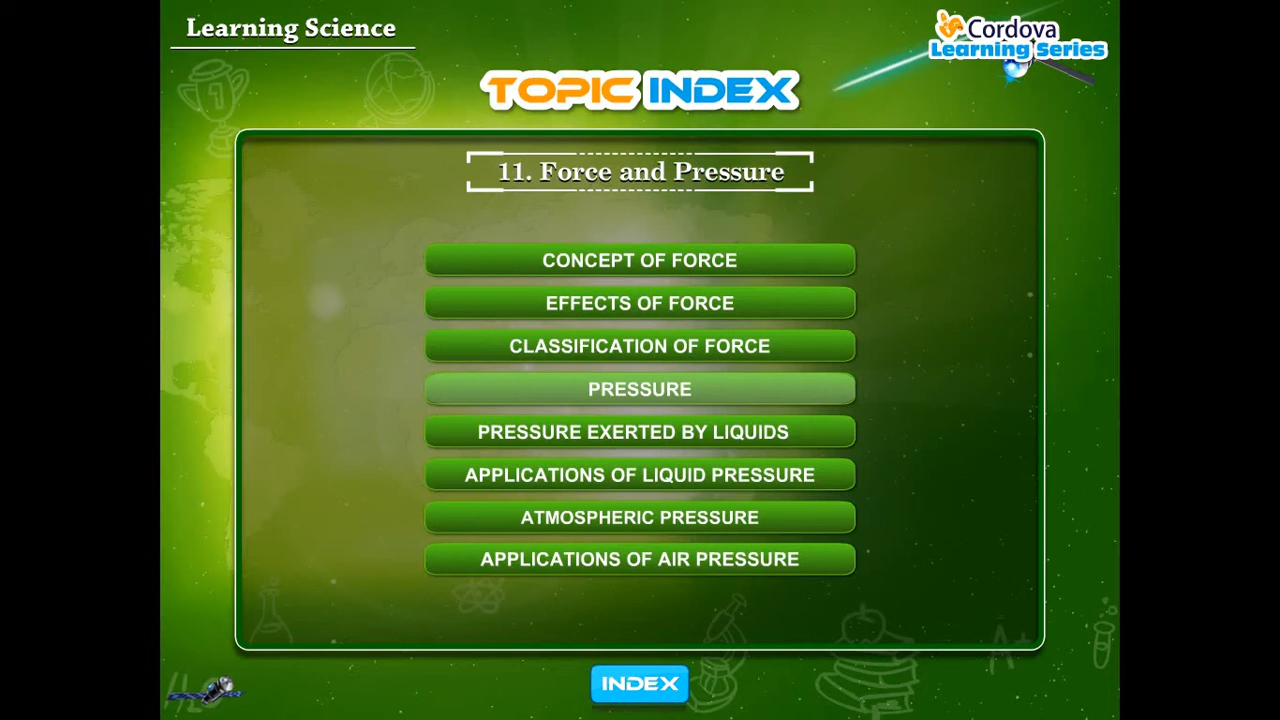 Learning Science
Cordova
Learning Series
TOPIC INDEX
11. Force and Pressure
CONCEPT OF FORCE
EFFECTS OF FORCE
CLASSIFICATION OF FORCE
PRESSURE
PRESSURE EXERTED BY LIQUIDS
APPLICATIONS OF LIQUID PRESSURE
ATMOSPHERIC PRESSURE
APPLICATIONS OF AIR PRESSURE
1
A+
INDEX